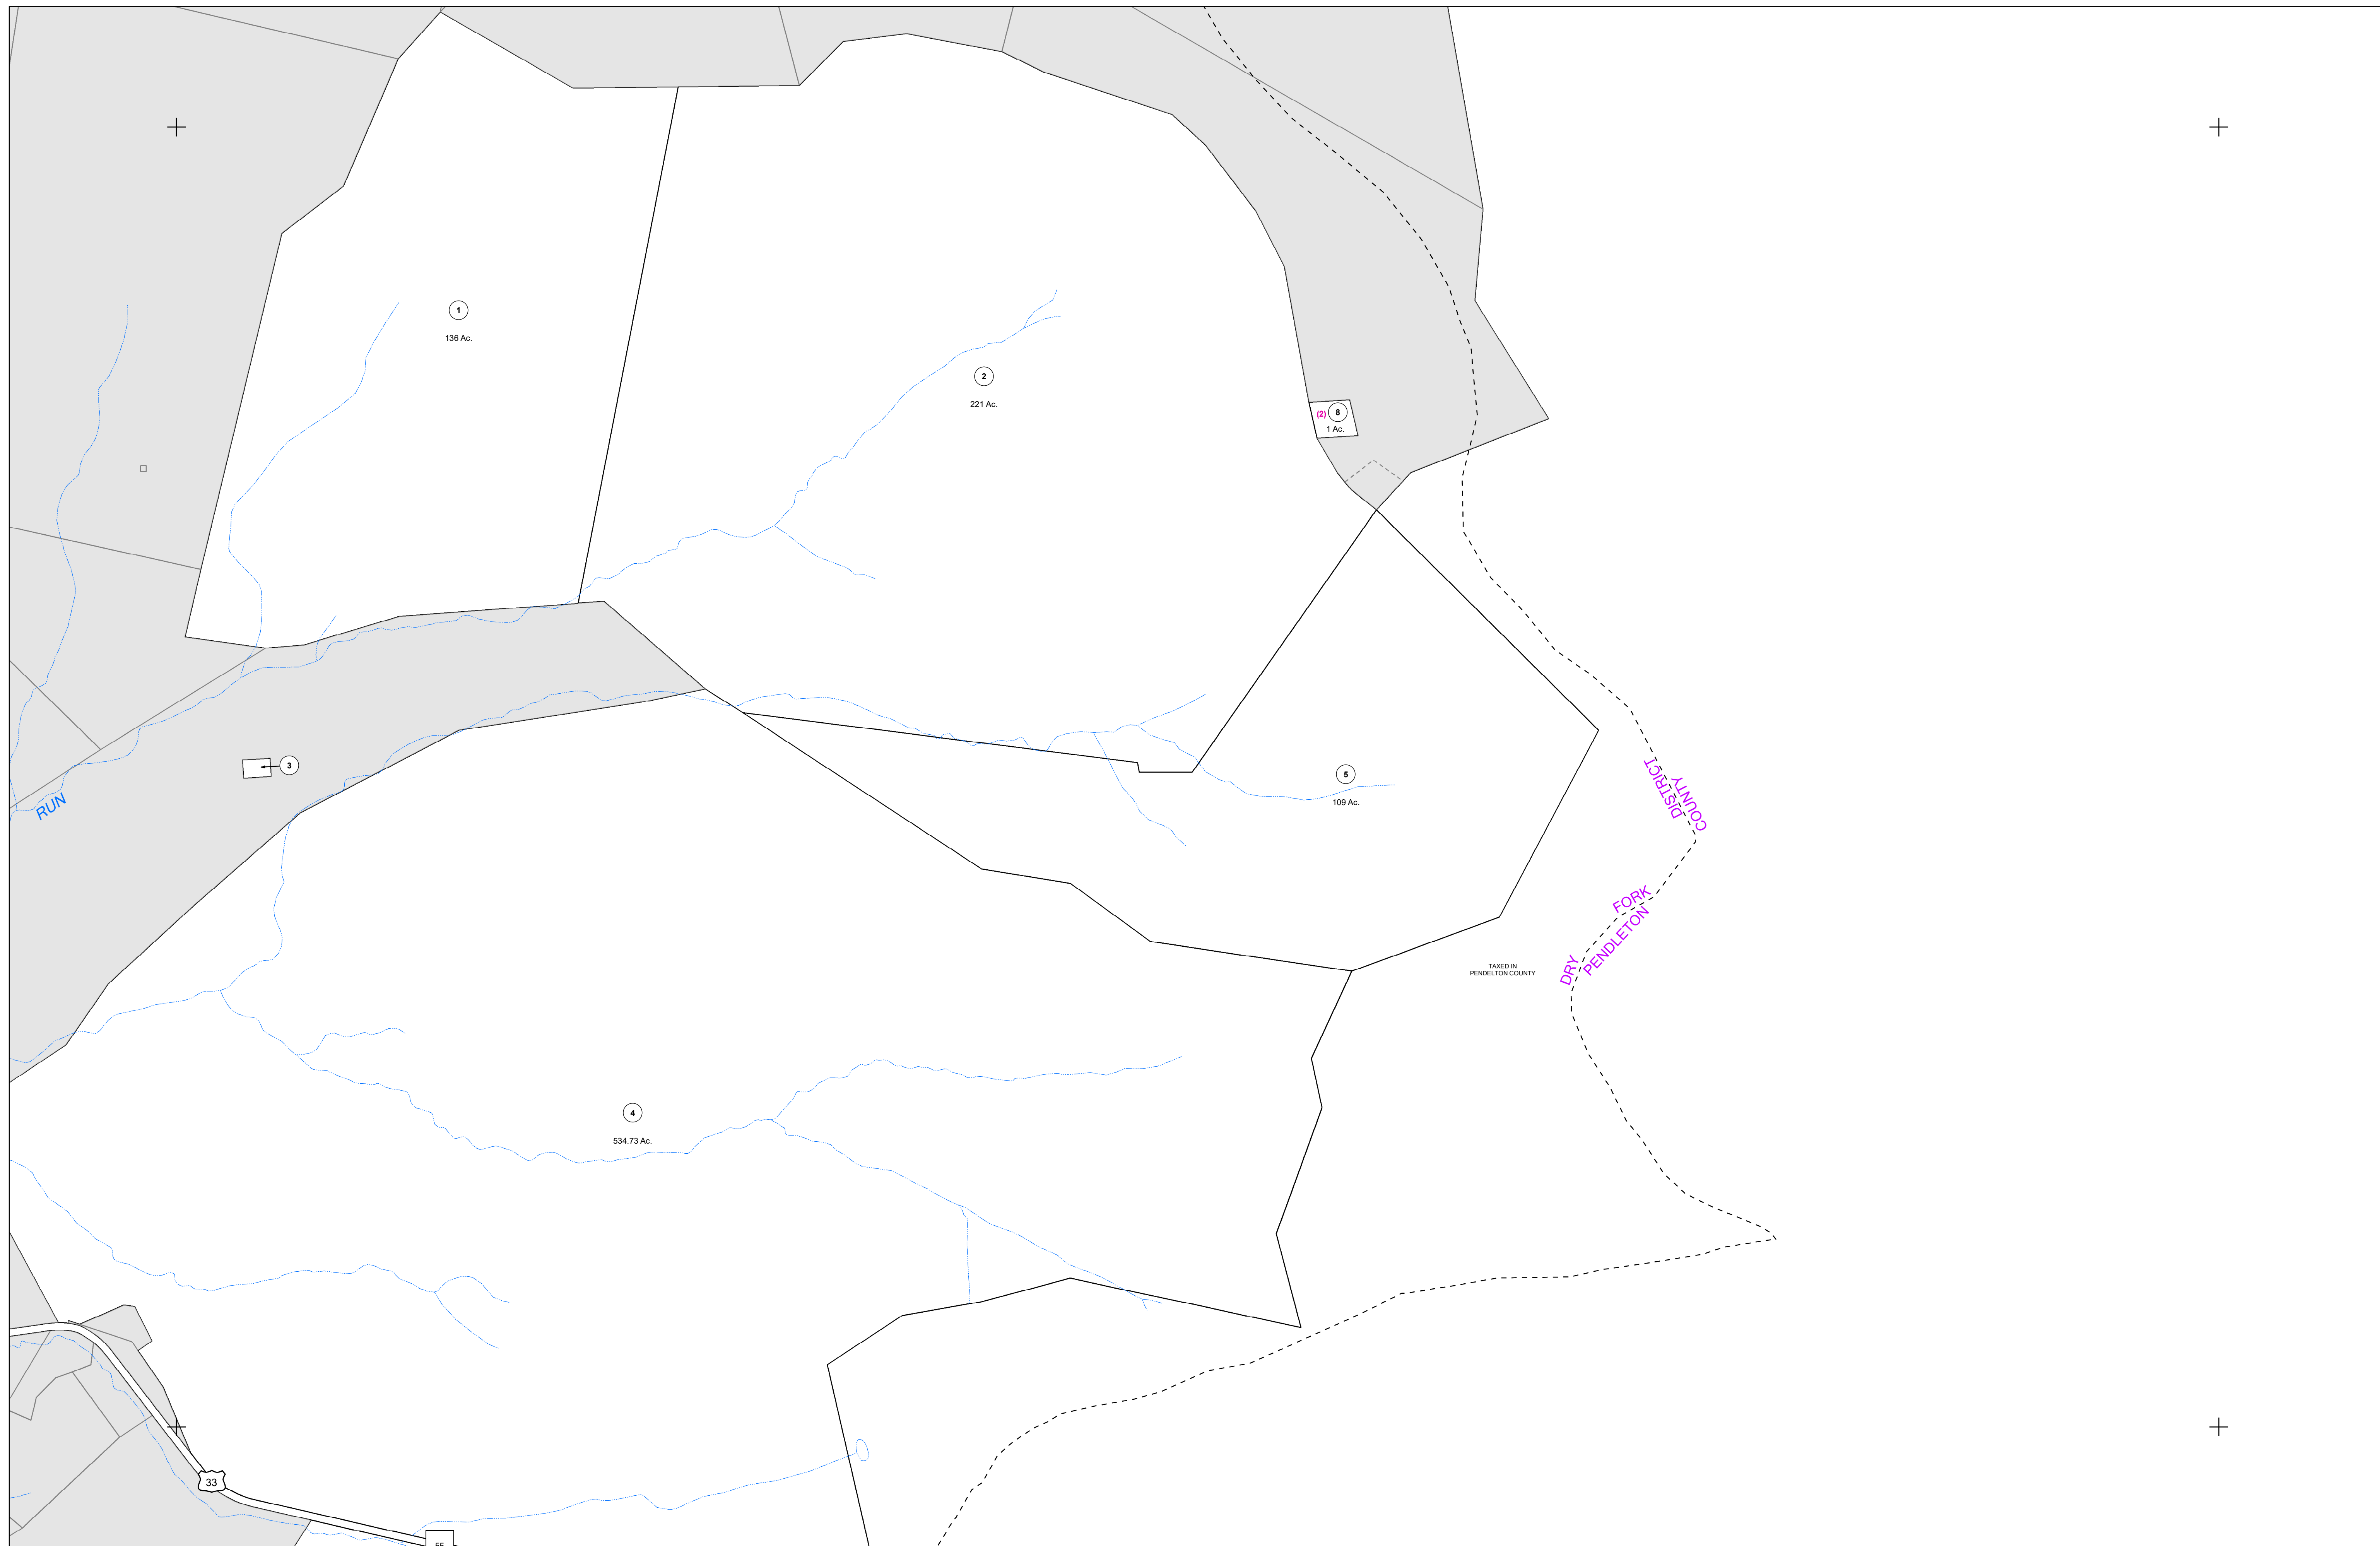 1
136 Ac.
2
221 Ac.
(2) 8
1 Ac.
3
RUN
5
109 Ac.
DISTRICT
COUNTY
DRY FORK
PENDLETON
TAXED IN
PENDELTON COUNTY
4
534.73 Ac.
33
55